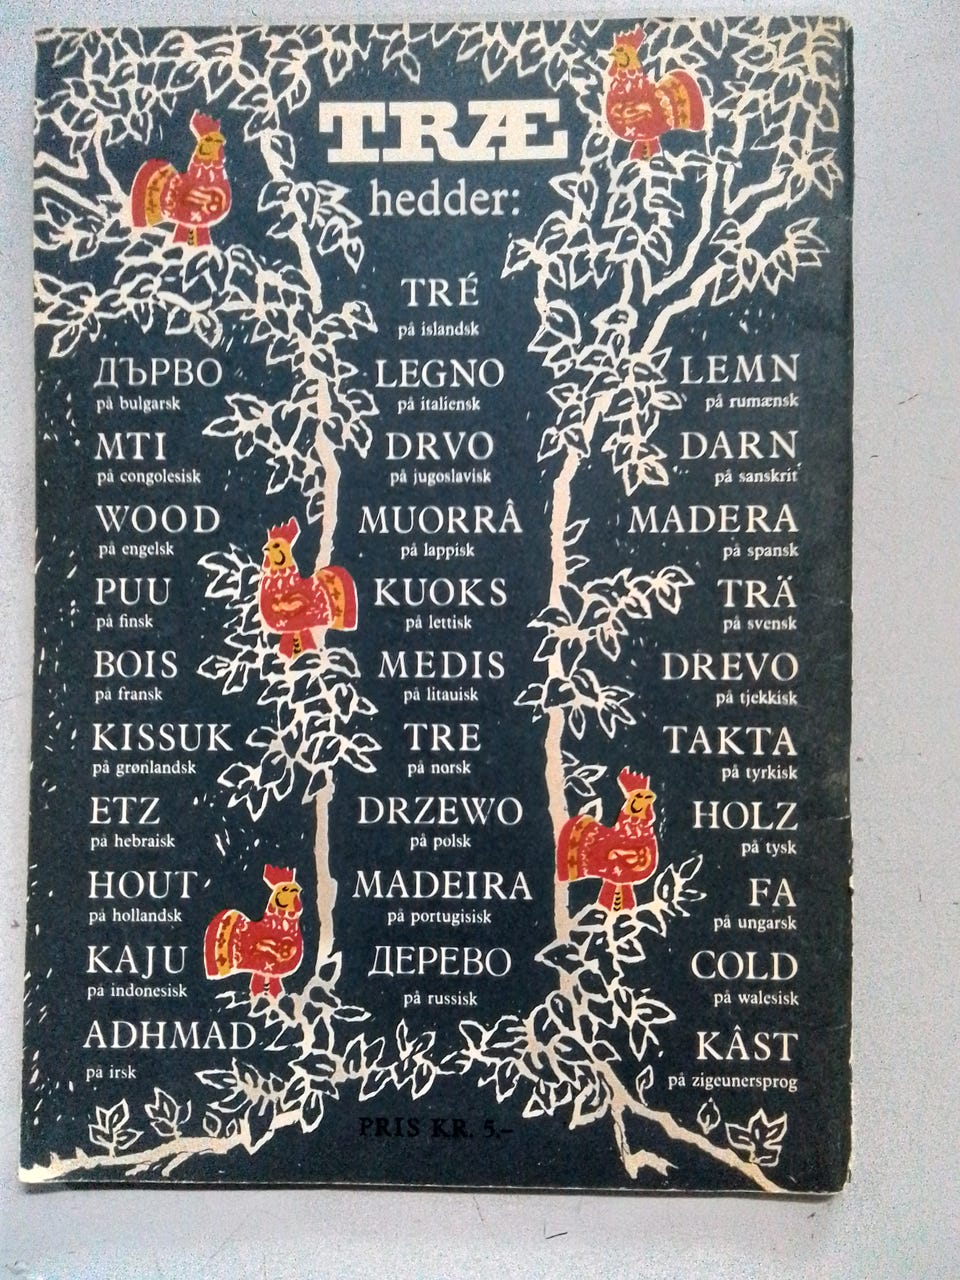 TRÆ
hedder:
TRÉ
på islandsk
ДЪРВО
på bulgarsk
MTI
på congolesisk
WOOD
på engelsk
PUU
på finsk
BOIS
på fransk
KISSUK
på grønlandsk
ETZ
på hebraisk
HOUT
på hollandsk
KAJU
på indonesisk
ADHMAD
på irsk
LEGNO
på italiensk
DRVO
på jugoslavisk
MUORRÂ
på lappisk
KUOKS
på lettisk
MEDIS
på litauisk
TRE
på norsk
DRZEWO
på polsk
MADEIRA
på portugisisk
ДЕРЕВО
på russisk
LEMN
på rumænsk
DARN
på sanskrit
MADERA
på spansk
TRÄ
på svensk
DREVO
på tjekkisk
TAKTA
på tyrkisk
HOLZ
på tysk
FA
på ungarsk
COLD
på walesisk
KÂST
på zigeunersprog
PRIS KR. 5.–